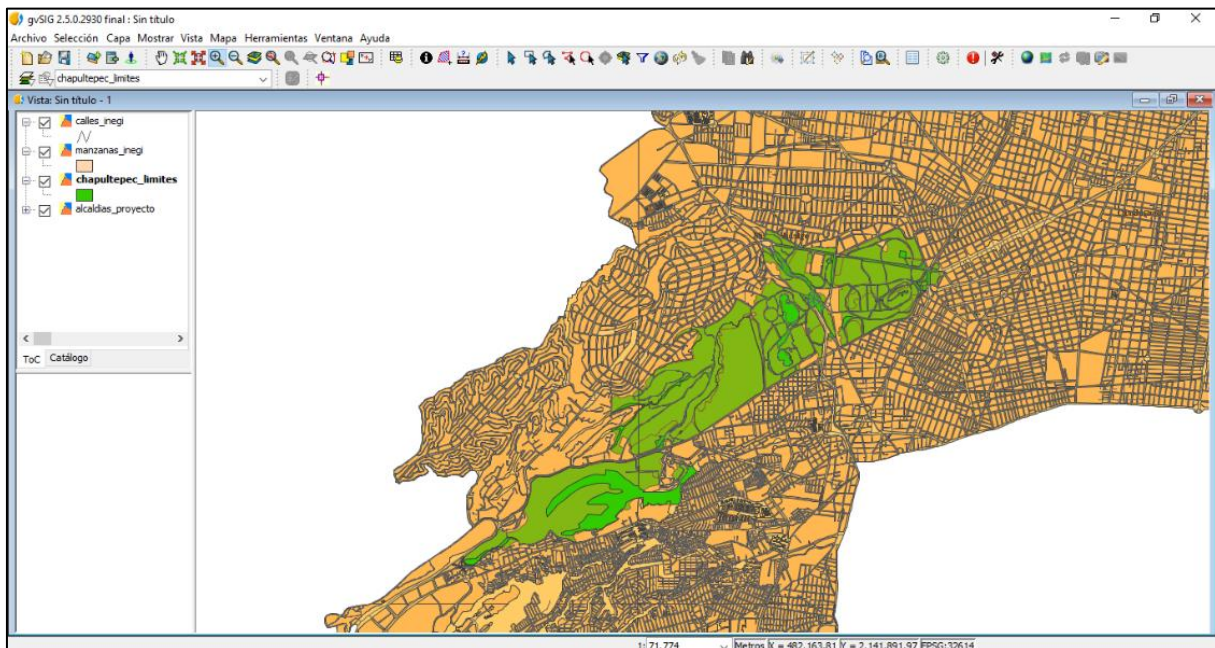 gvSIG 2.5.0.2930 final : Sin título
Archivo Selección Capa Mostrar Vista Mapa Herramientas Ventana Ayuda
chapultepec_limites
Vista: Sin título - 1
calles_inegi
manzanas_inegi
chapultepec_limites
alcaldias_proyecto
ToC Catálogo
1: 71.774 Metros X = 482.163,81 Y = 2.141.891,97 EPSG:32614